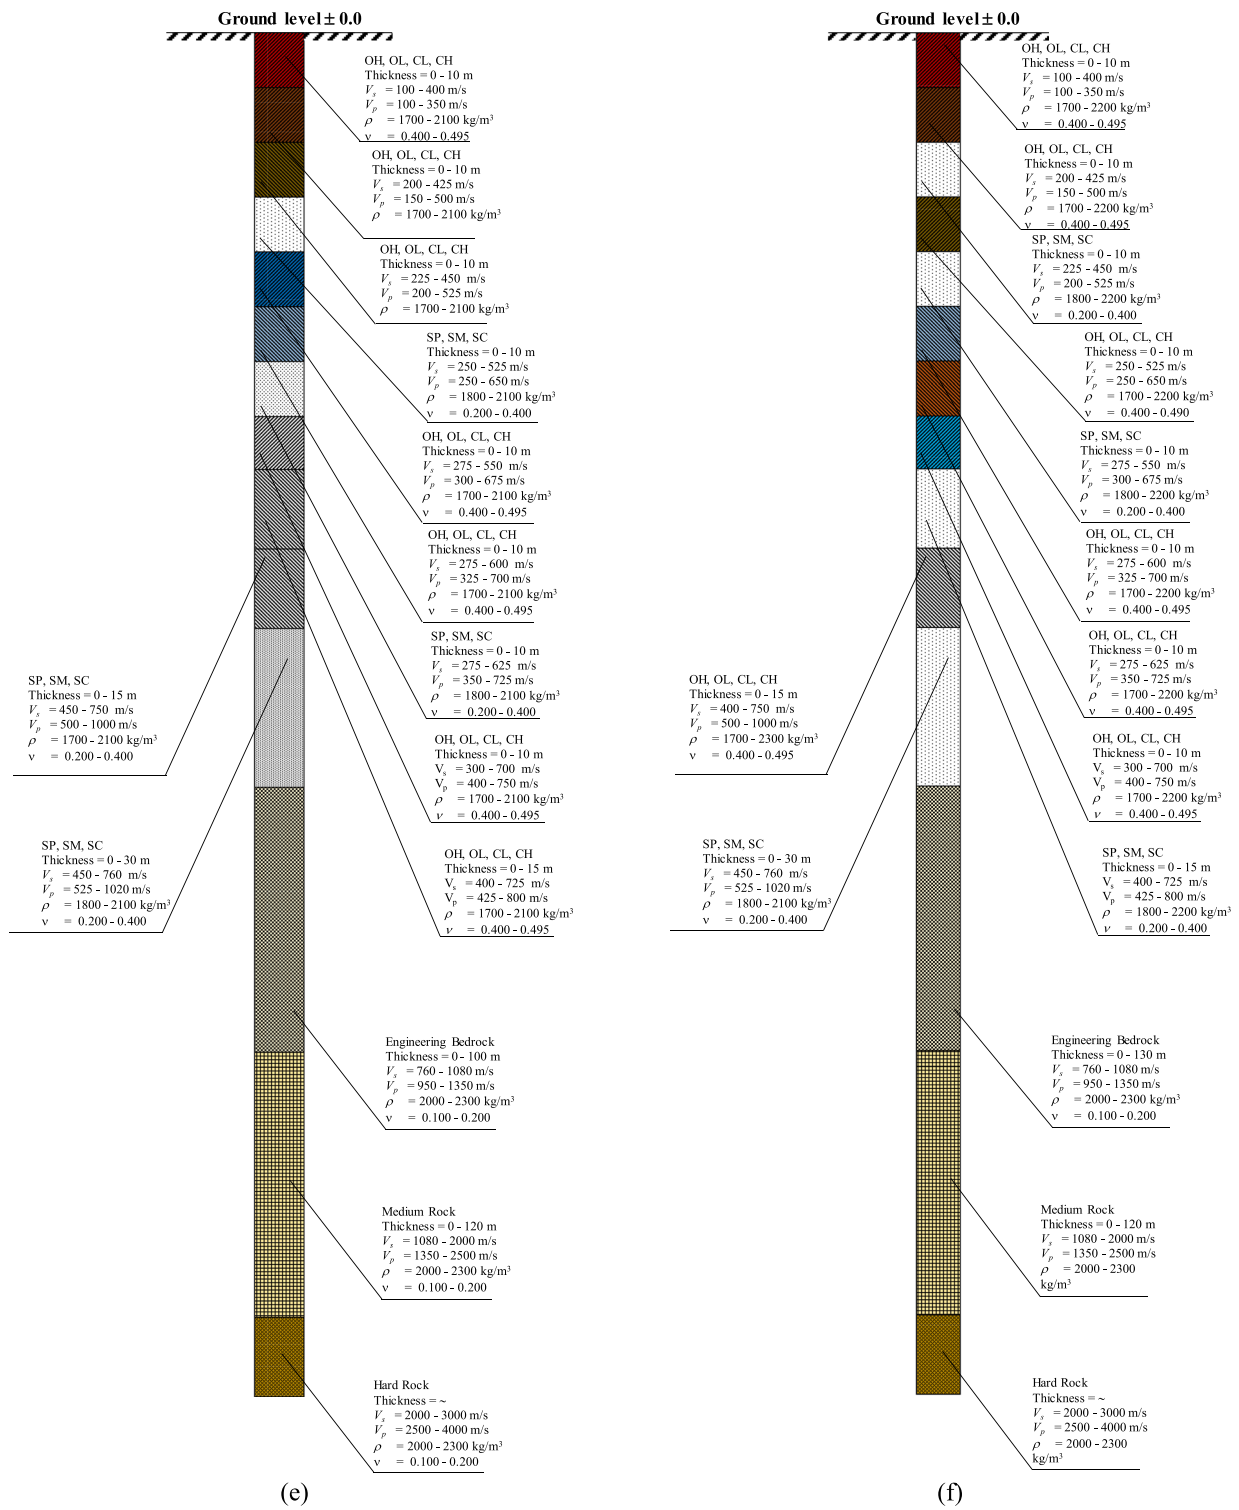 Ground level ± 0.0
OH, OL, CL, CH
Thickness = 0 - 10 m
Vs = 100 - 400 m/s
Vp = 100 - 350 m/s
ρ = 1700 - 2100 kg/m³
ν = 0.400 - 0.495
OH, OL, CL, CH
Thickness = 0 - 10 m
Vs = 200 - 425 m/s
Vp = 150 - 500 m/s
ρ = 1700 - 2100 kg/m³
OH, OL, CL, CH
Thickness = 0 - 10 m
Vs = 225 - 450 m/s
Vp = 200 - 525 m/s
ρ = 1700 - 2100 kg/m³
SP, SM, SC
Thickness = 0 - 10 m
Vs = 250 - 525 m/s
Vp = 250 - 650 m/s
ρ = 1800 - 2100 kg/m³
ν = 0.200 - 0.400
OH, OL, CL, CH
Thickness = 0 - 10 m
Vs = 275 - 550 m/s
Vp = 300 - 675 m/s
ρ = 1700 - 2100 kg/m³
ν = 0.400 - 0.495
OH, OL, CL, CH
Thickness = 0 - 10 m
Vs = 275 - 600 m/s
Vp = 325 - 700 m/s
ρ = 1700 - 2100 kg/m³
ν = 0.400 - 0.495
SP, SM, SC
Thickness = 0 - 10 m
Vs = 275 - 625 m/s
Vp = 350 - 725 m/s
ρ = 1800 - 2100 kg/m³
ν = 0.200 - 0.400
OH, OL, CL, CH
Thickness = 0 - 10 m
Vs = 300 - 700 m/s
Vp = 400 - 750 m/s
ρ = 1700 - 2100 kg/m³
ν = 0.400 - 0.495
OH, OL, CL, CH
Thickness = 0 - 15 m
Vs = 400 - 725 m/s
Vp = 425 - 800 m/s
ρ = 1700 - 2100 kg/m³
ν = 0.400 - 0.495
SP, SM, SC
Thickness = 0 - 15 m
Vs = 450 - 750 m/s
Vp = 500 - 1000 m/s
ρ = 1700 - 2100 kg/m³
ν = 0.200 - 0.400
SP, SM, SC
Thickness = 0 - 30 m
Vs = 450 - 760 m/s
Vp = 525 - 1020 m/s
ρ = 1800 - 2100 kg/m³
ν = 0.200 - 0.400
Engineering Bedrock
Thickness = 0 - 100 m
Vs = 760 - 1080 m/s
Vp = 950 - 1350 m/s
ρ = 2000 - 2300 kg/m³
ν = 0.100 - 0.200
Medium Rock
Thickness = 0 - 120 m
Vs = 1080 - 2000 m/s
Vp = 1350 - 2500 m/s
ρ = 2000 - 2300 kg/m³
ν = 0.100 - 0.200
Hard Rock
Thickness = ~
Vs = 2000 - 3000 m/s
Vp = 2500 - 4000 m/s
ρ = 2000 - 2300 kg/m³
ν = 0.100 - 0.200
(e)
Ground level ± 0.0
OH, OL, CL, CH
Thickness = 0 - 10 m
Vs = 100 - 400 m/s
Vp = 100 - 350 m/s
ρ = 1700 - 2200 kg/m³
ν = 0.400 - 0.495
OH, OL, CL, CH
Thickness = 0 - 10 m
Vs = 200 - 425 m/s
Vp = 150 - 500 m/s
ρ = 1700 - 2200 kg/m³
ν = 0.400 - 0.495
SP, SM, SC
Thickness = 0 - 10 m
Vs = 225 - 450 m/s
Vp = 200 - 525 m/s
ρ = 1800 - 2200 kg/m³
ν = 0.200 - 0.400
OH, OL, CL, CH
Thickness = 0 - 10 m
Vs = 250 - 525 m/s
Vp = 250 - 650 m/s
ρ = 1700 - 2200 kg/m³
ν = 0.400 - 0.490
SP, SM, SC
Thickness = 0 - 10 m
Vs = 275 - 550 m/s
Vp = 300 - 675 m/s
ρ = 1800 - 2200 kg/m³
ν = 0.200 - 0.400
OH, OL, CL, CH
Thickness = 0 - 10 m
Vs = 275 - 600 m/s
Vp = 325 - 700 m/s
ρ = 1700 - 2200 kg/m³
ν = 0.400 - 0.495
OH, OL, CL, CH
Thickness = 0 - 10 m
Vs = 275 - 625 m/s
Vp = 350 - 725 m/s
ρ = 1700 - 2200 kg/m³
ν = 0.400 - 0.495
OH, OL, CL, CH
Thickness = 0 - 10 m
Vs = 300 - 700 m/s
Vp = 400 - 750 m/s
ρ = 1700 - 2200 kg/m³
ν = 0.400 - 0.495
SP, SM, SC
Thickness = 0 - 15 m
Vs = 400 - 725 m/s
Vp = 425 - 800 m/s
ρ = 1800 - 2200 kg/m³
ν = 0.200 - 0.400
OH, OL, CL, CH
Thickness = 0 - 15 m
Vs = 400 - 750 m/s
Vp = 500 - 1000 m/s
ρ = 1700 - 2300 kg/m³
ν = 0.400 - 0.495
SP, SM, SC
Thickness = 0 - 30 m
Vs = 450 - 760 m/s
Vp = 525 - 1020 m/s
ρ = 1800 - 2100 kg/m³
ν = 0.200 - 0.400
Engineering Bedrock
Thickness = 0 - 130 m
Vs = 760 - 1080 m/s
Vp = 950 - 1350 m/s
ρ = 2000 - 2300 kg/m³
ν = 0.100 - 0.200
Medium Rock
Thickness = 0 - 120 m
Vs = 1080 - 2000 m/s
Vp = 1350 - 2500 m/s
ρ = 2000 - 2300
kg/m³
Hard Rock
Thickness = ~
Vs = 2000 - 3000 m/s
Vp = 2500 - 4000 m/s
ρ = 2000 - 2300
kg/m³
(f)